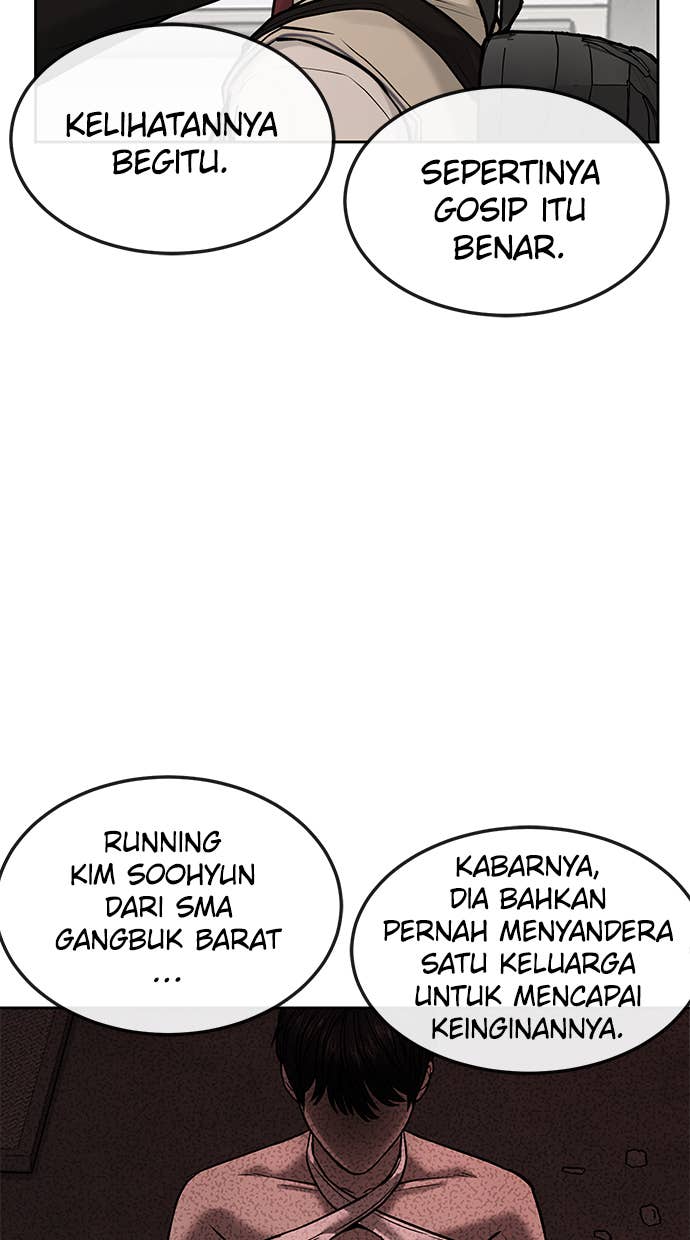 KELIHATANNYA
BEGITU.
SEPERTINYA
GOSIP ITU
BENAR.
RUNNING
KIM SOOHYUN
DARI SMA
GANGBUK BARAT
...
KABARNYA,
DIA BAHKAN
PERNAH MENYANDERA
SATU KELUARGA
UNTUK MENCAPAI
KEINGINANNYA.